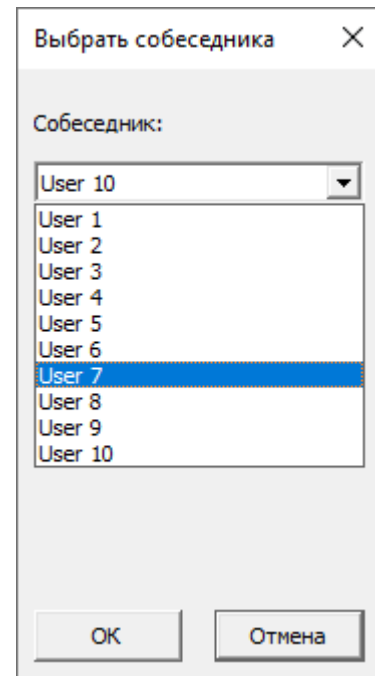 Выбрать собеседника
Собеседник:
User 10
User 1
User 2
User 3
User 4
User 5
User 6
User 7
User 8
User 9
User 10
ОК
Отмена